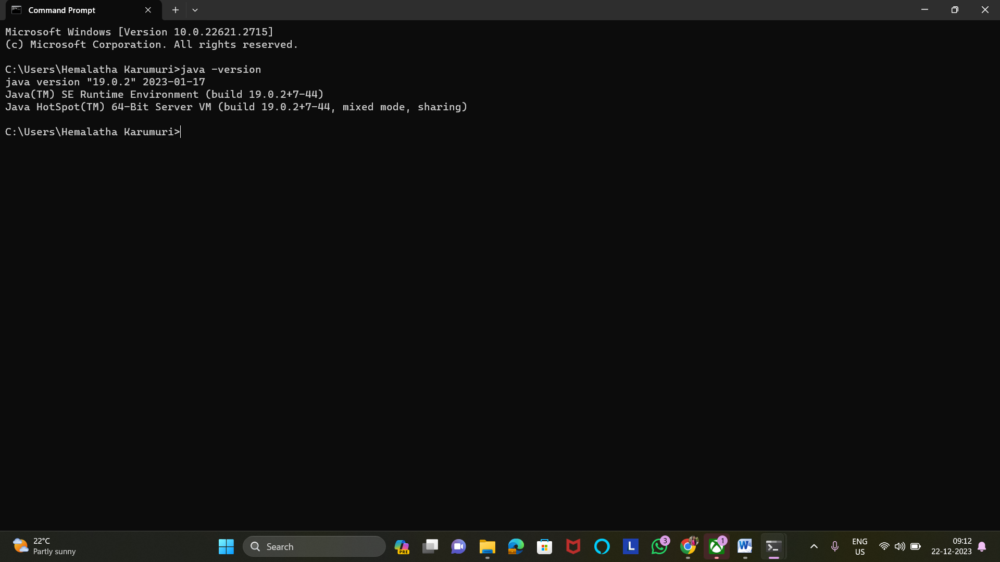 Command Prompt
Microsoft Windows [Version 10.0.22621.2715]
(c) Microsoft Corporation. All rights reserved.
C:\Users\Hemalatha Karumuri>java -version
java version "19.0.2" 2023-01-17
Java(TM) SE Runtime Environment (build 19.0.2+7-44)
Java HotSpot(TM) 64-Bit Server VM (build 19.0.2+7-44, mixed mode, sharing)
C:\Users\Hemalatha Karumuri>
22°C
Partly sunny
Search
PRE
L
3
1
W
ENG
US
09:12
22-12-2023